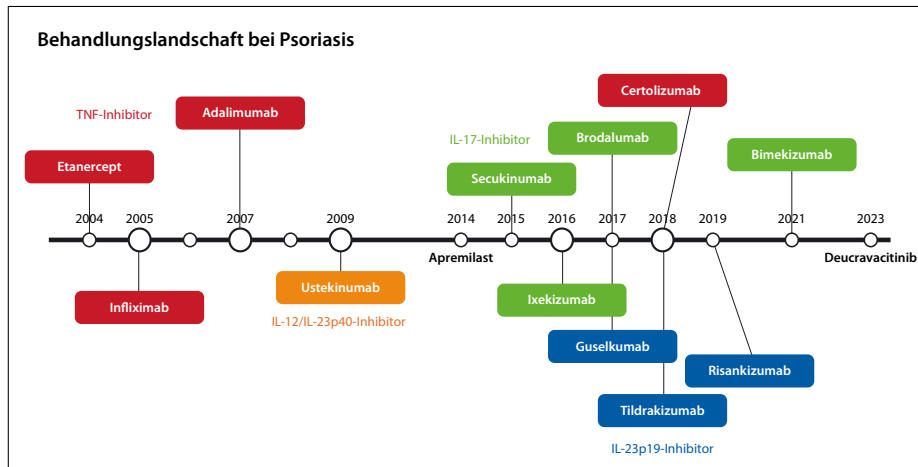 Behandlungslandschaft bei Psoriasis
Certolizumab
TNF-Inhibitor
Adalimumab
IL-17-Inhibitor
Brodalumab
Bimekizumab
Etanercept
Secukinumab
2004 2005 2007 2009 2014 2015 2016 2017 2018 2019 2021 2023
Apremilast
Deucravacitinib
Infliximab
Ustekinumab
Ixekizumab
IL-12/IL-23p40-Inhibitor
Guselkumab
Risankizumab
Tildrakizumab
IL-23p19-Inhibitor